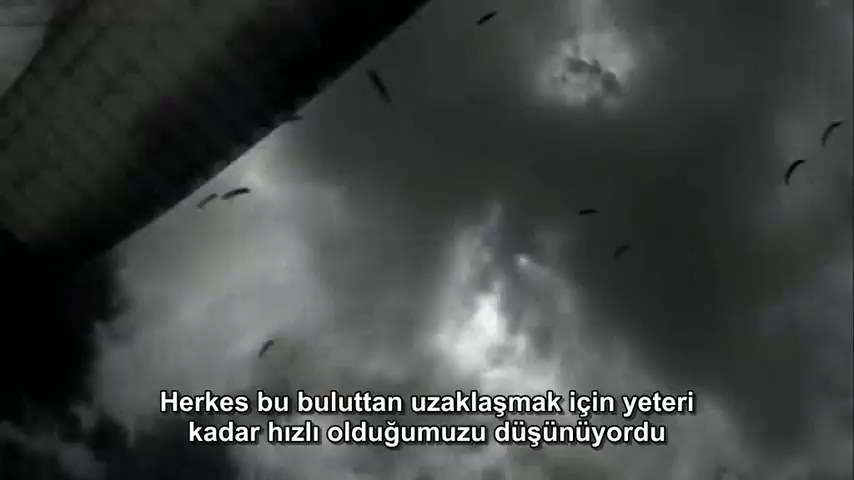 Herkes bu buluttan uzaklaşmak için yeteri
kadar hızlı olduğumuzu düşünüyordu